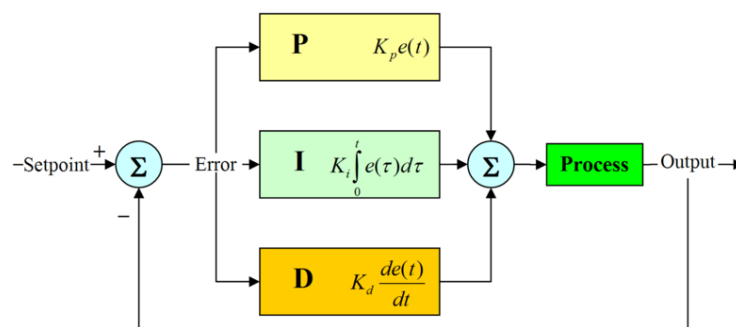 P K_p e(t)
–Setpoint + Σ – Error
I K_i ∫_0^t e(τ)dτ
Σ Process Output
D K_d de(t)/dt